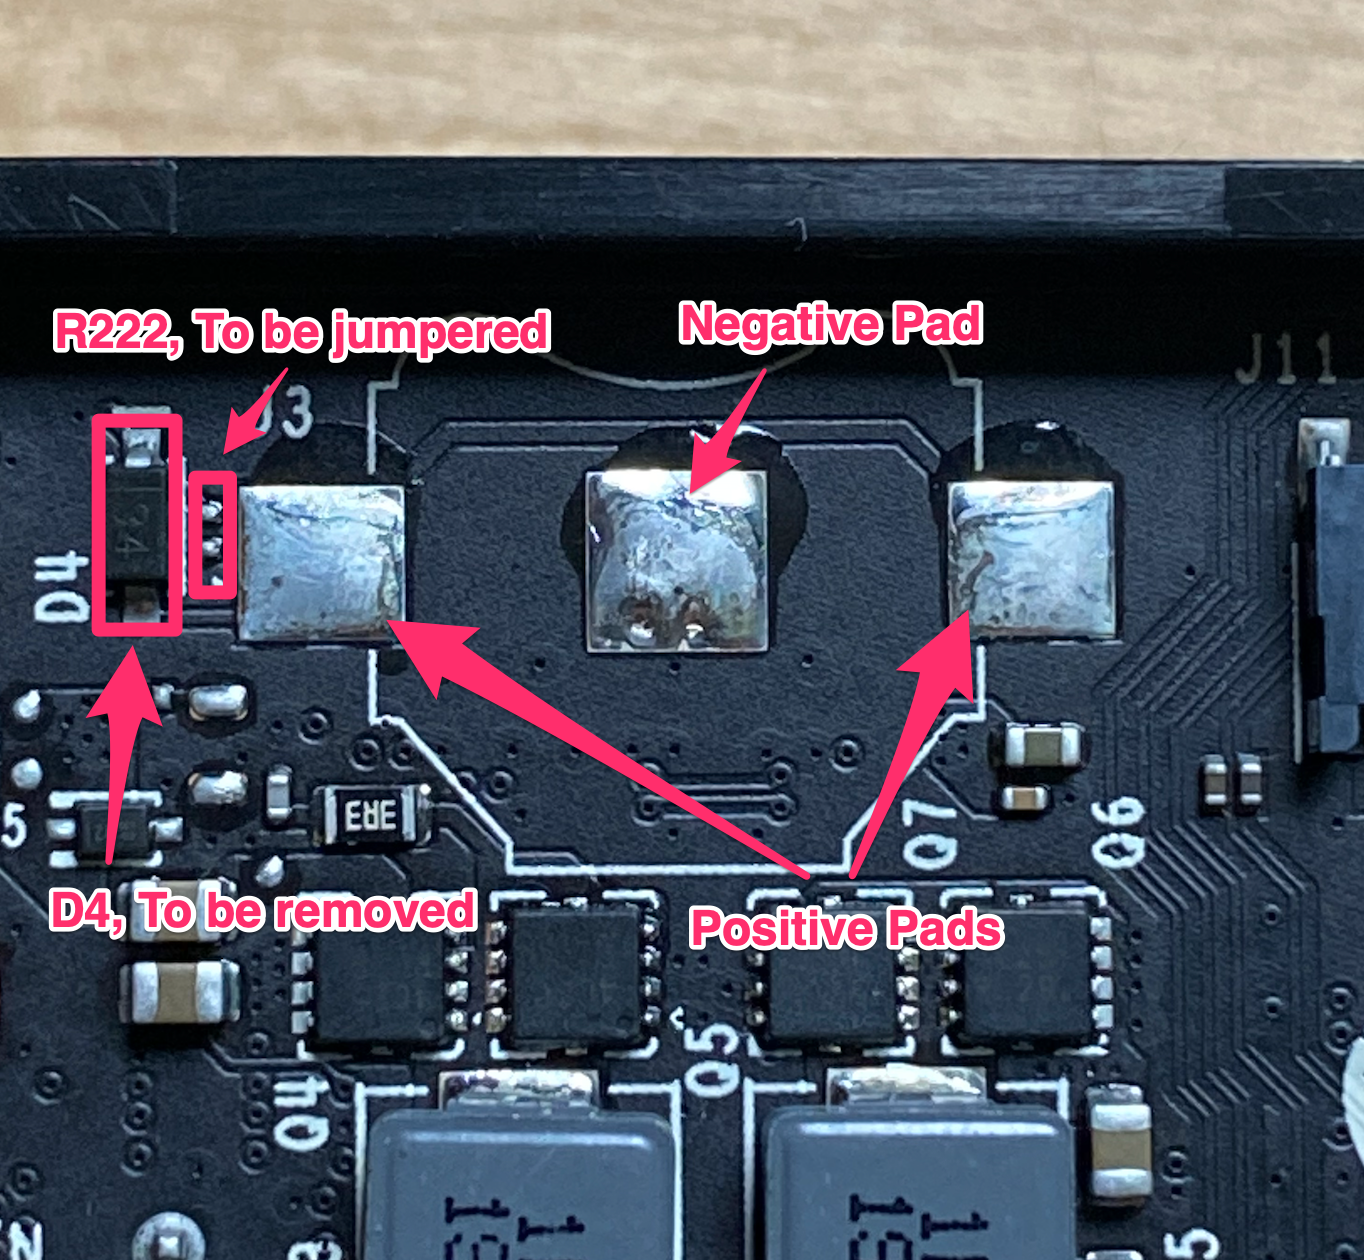 R222, To be jumpered
Negative Pad
J11
J3
34
D4
5
3R3
Q7
Q6
D4, To be removed
Positive Pads
Q5
Q4